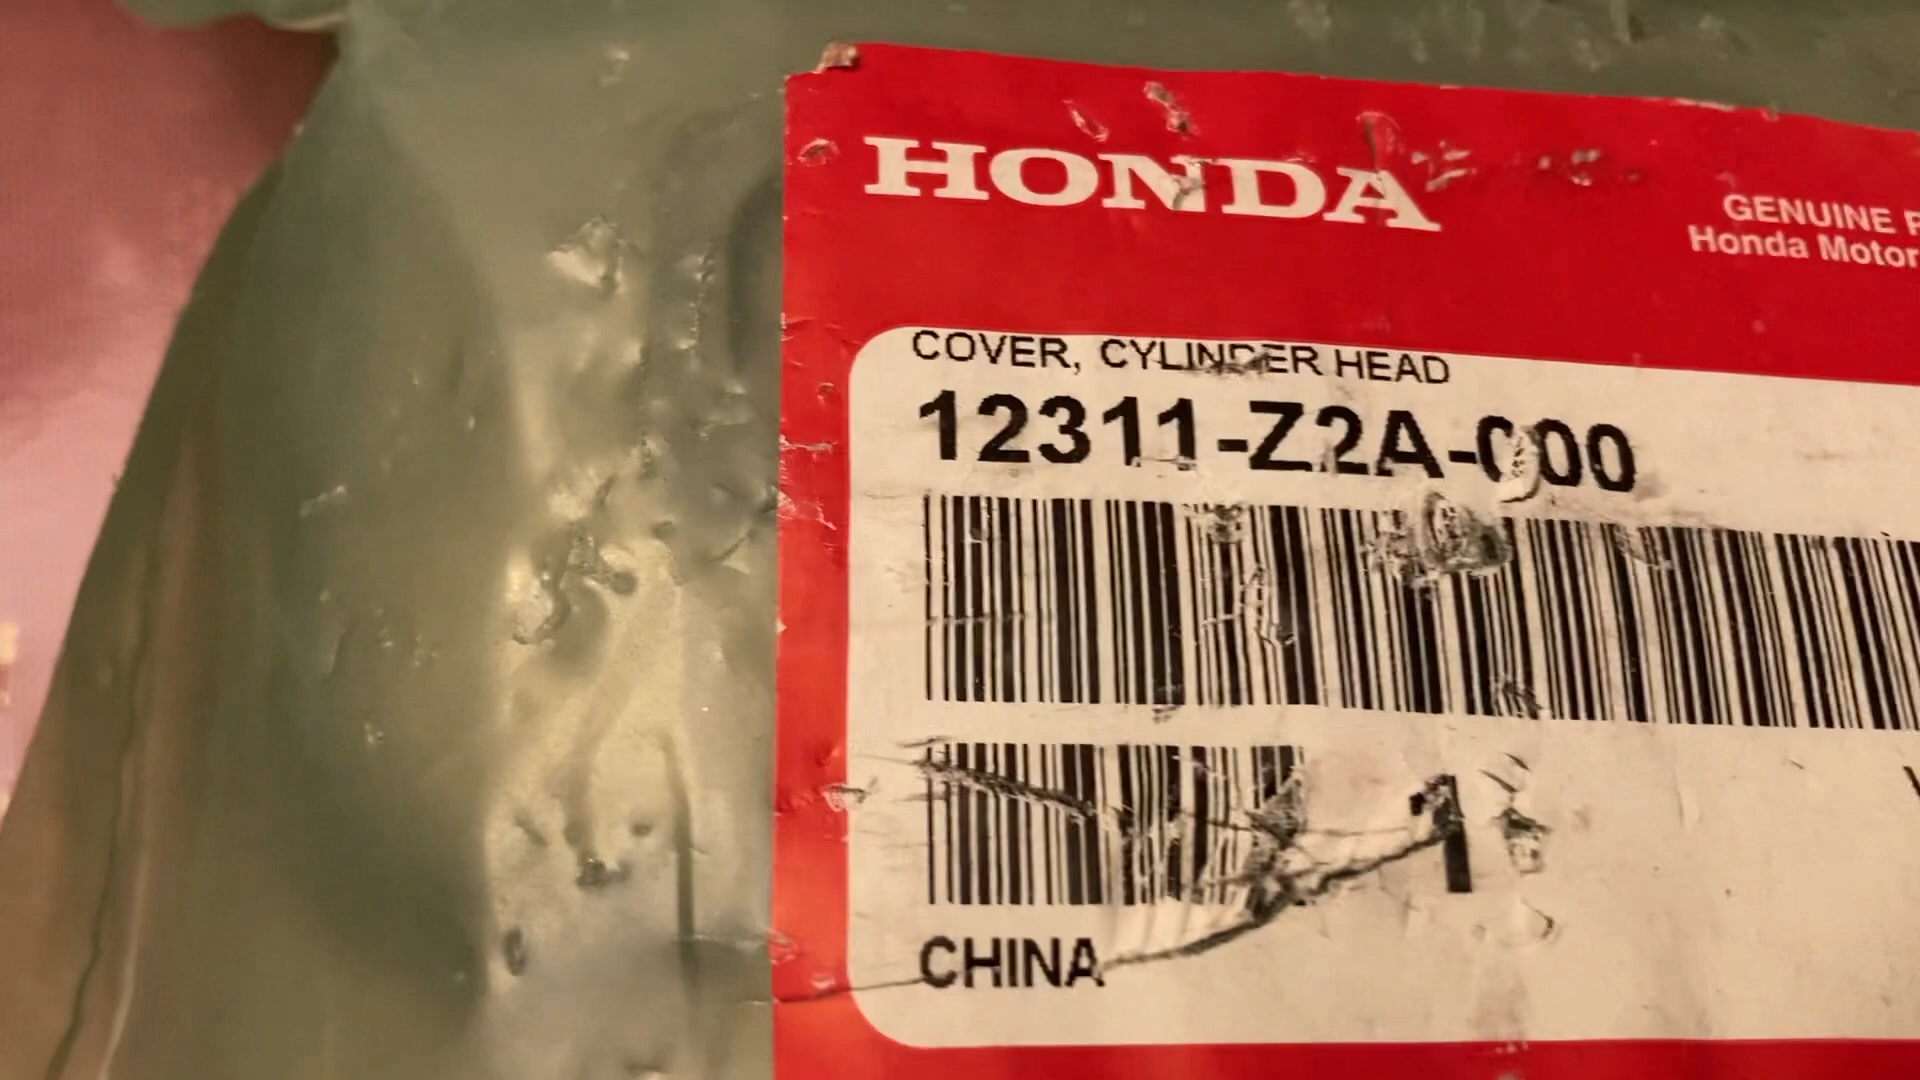 HONDA
GENUINE
Honda Motor
COVER, CYLINDER HEAD
12311-Z2A-000
1
CHINA